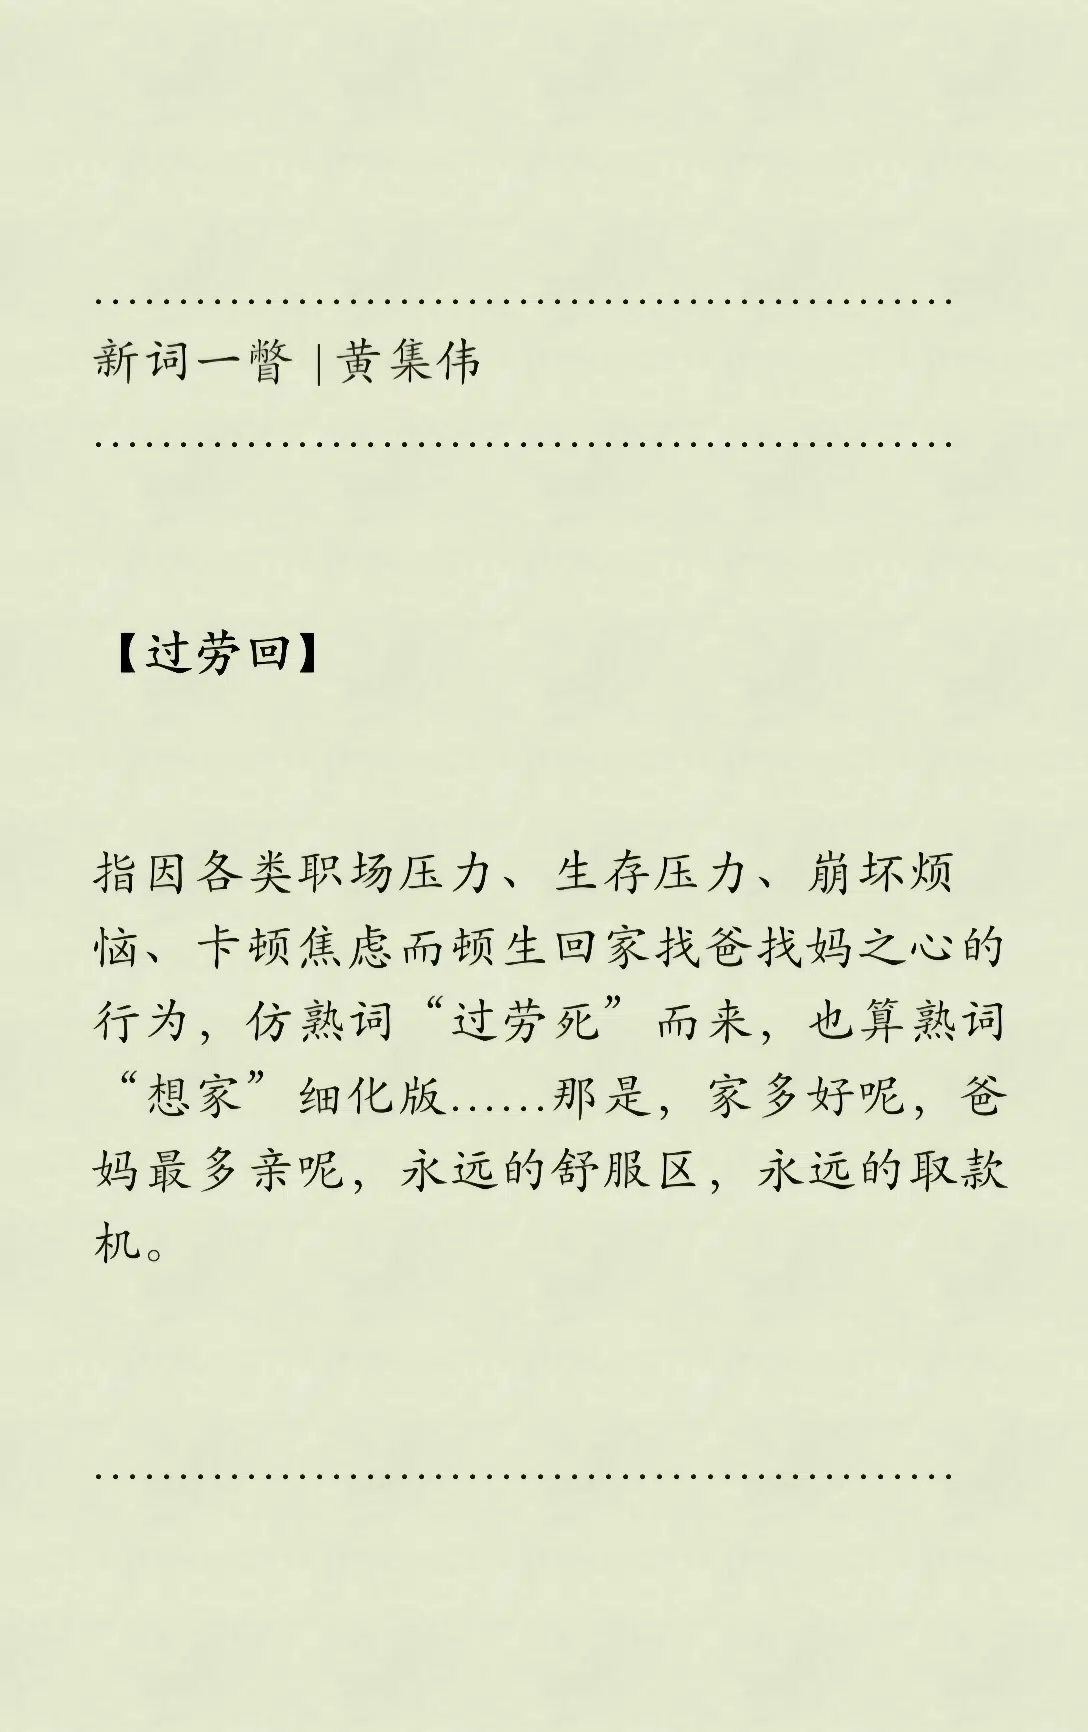 新词一瞥 | 黄集伟
【过劳回】
指因各类职场压力、生存压力、崩坏烦
恼、卡顿焦虑而顿生回家找爸找妈之心的
行为，仿熟词“过劳死”而来，也算熟词
“想家”细化版……那是，家多好呢，爸
妈最多亲呢，永远的舒服区，永远的取款
机。